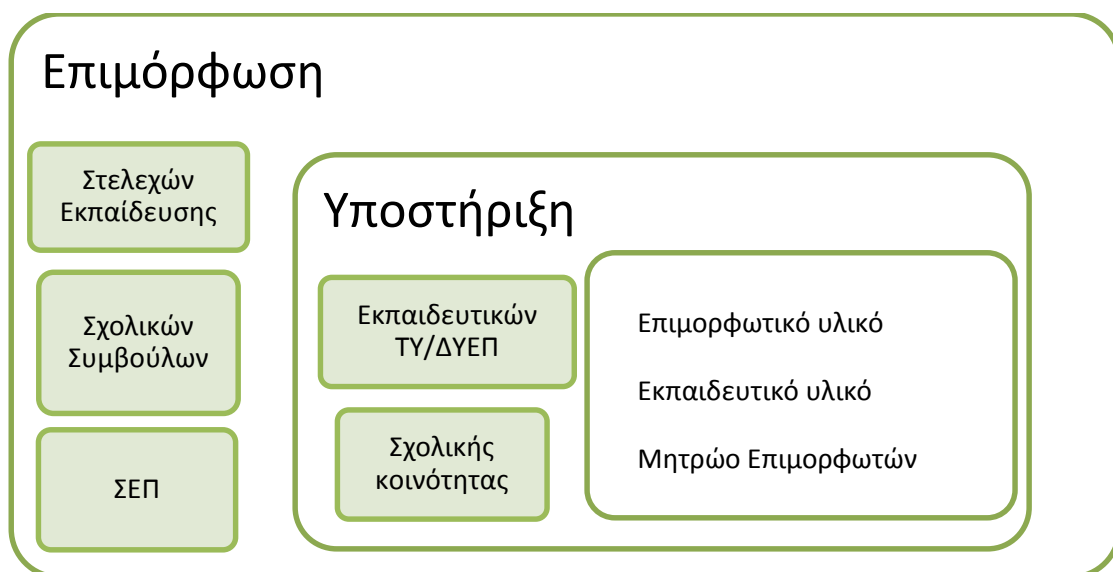 Επιμόρφωση
Στελεχών
Εκπαίδευσης
Σχολικών
Συμβούλων
ΣΕΠ
Υποστήριξη
Εκπαιδευτικών
ΤΥ/ΔΥΕΠ
Σχολικής
κοινότητας
Επιμορφωτικό υλικό
Εκπαιδευτικό υλικό
Μητρώο Επιμορφωτών